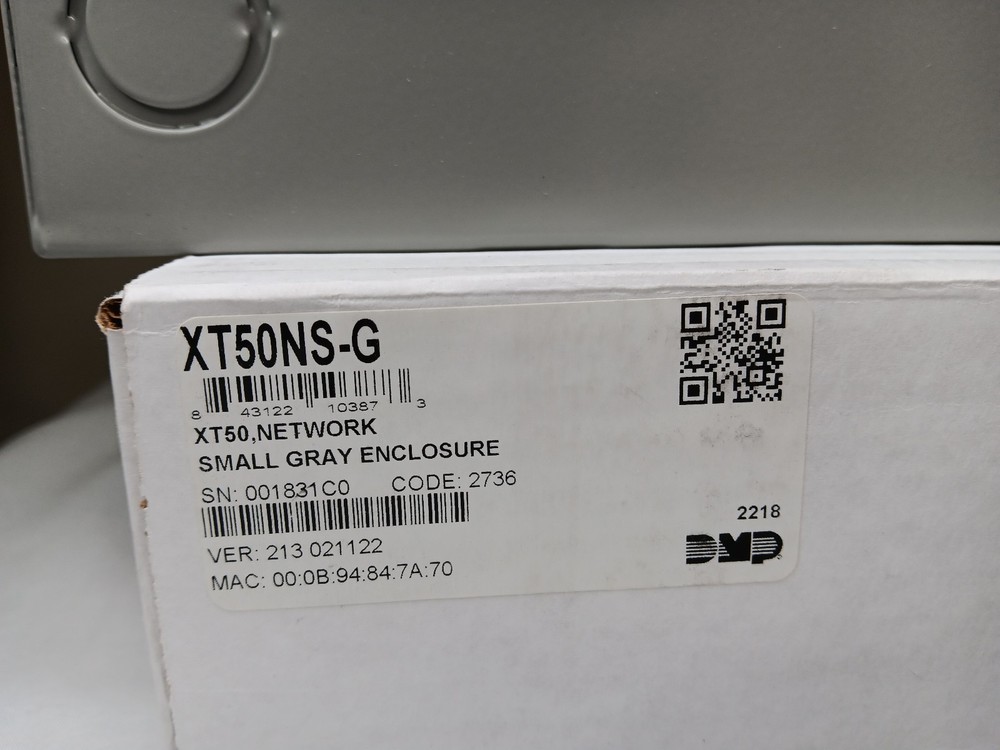 XT50NS-G
8 43122 10387 3
XT50,NETWORK
SMALL GRAY ENCLOSURE
SN: 001831C0 CODE: 2736
VER: 213 021122
MAC: 00:0B:94:84:7A:70
2218
DMP